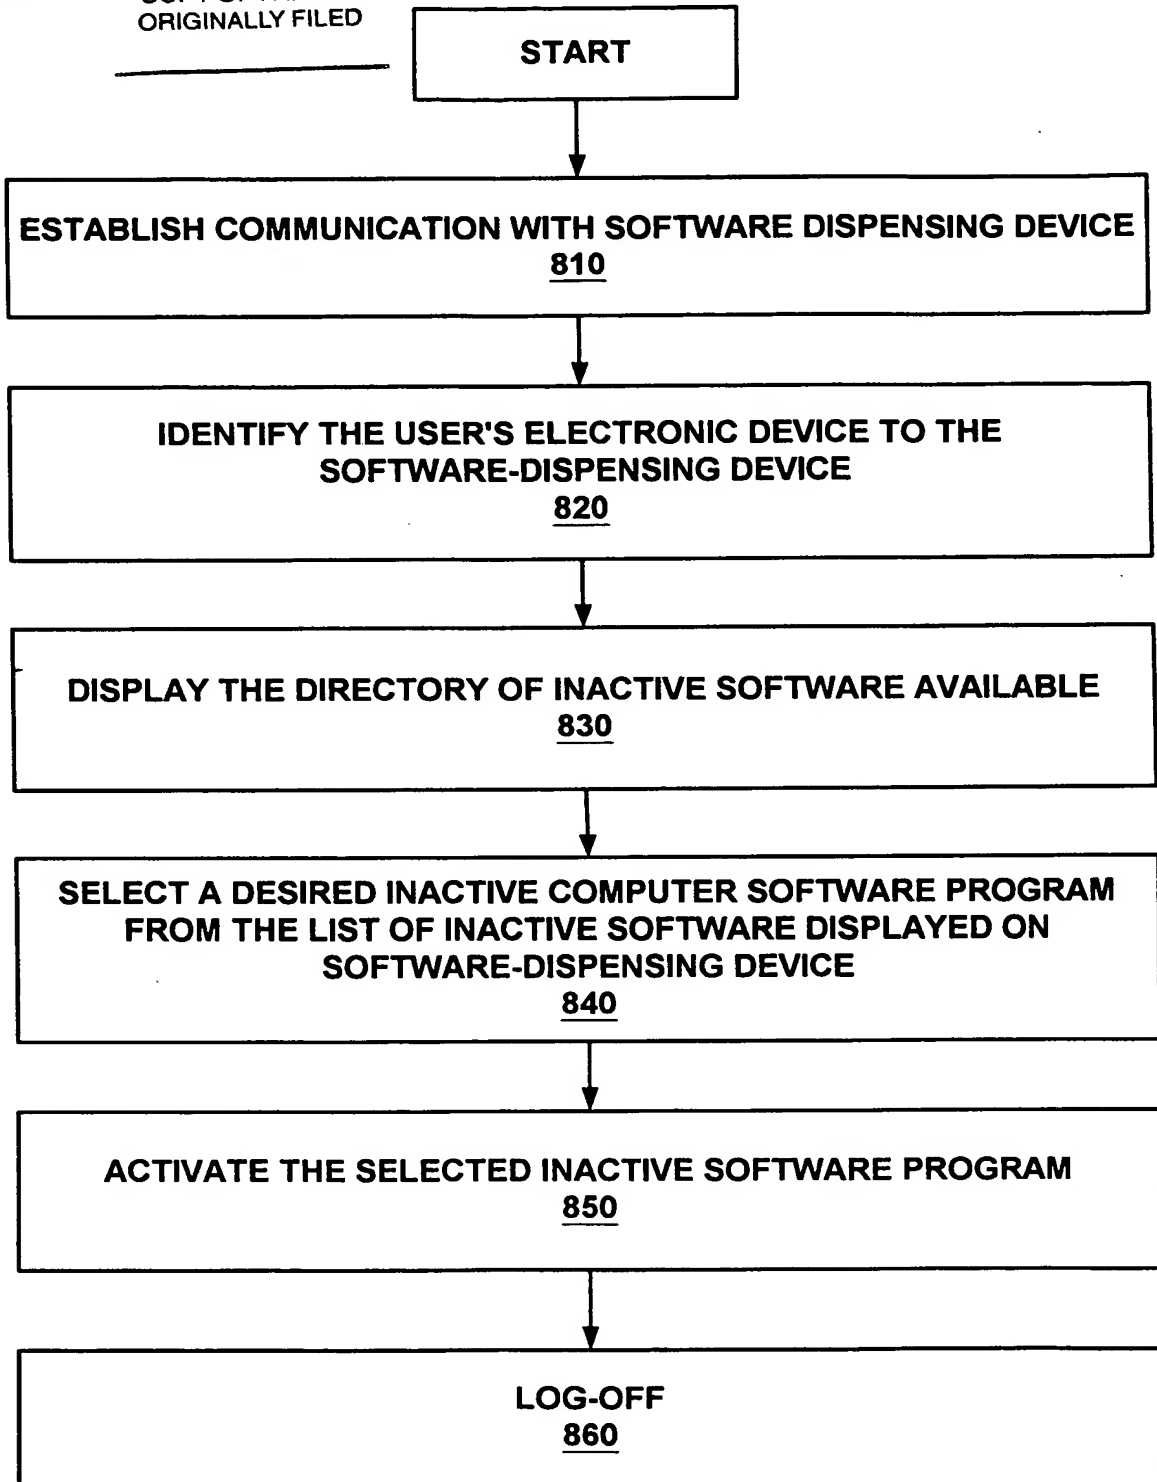 ORIGINALLY FILED
START
ESTABLISH COMMUNICATION WITH SOFTWARE DISPENSING DEVICE
810
IDENTIFY THE USER'S ELECTRONIC DEVICE TO THE
SOFTWARE-DISPENSING DEVICE
820
DISPLAY THE DIRECTORY OF INACTIVE SOFTWARE AVAILABLE
830
SELECT A DESIRED INACTIVE COMPUTER SOFTWARE PROGRAM
FROM THE LIST OF INACTIVE SOFTWARE DISPLAYED ON
SOFTWARE-DISPENSING DEVICE
840
ACTIVATE THE SELECTED INACTIVE SOFTWARE PROGRAM
850
LOG-OFF
860